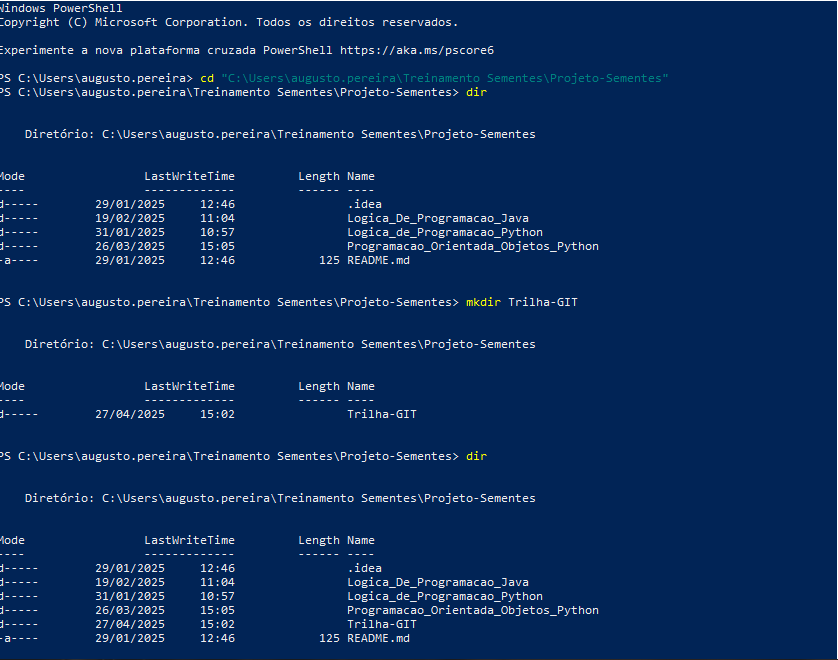 Windows PowerShell
Copyright (C) Microsoft Corporation. Todos os direitos reservados.
Experimente a nova plataforma cruzada PowerShell https://aka.ms/pscore6
PS C:\Users\augusto.pereira> cd "C:\Users\augusto.pereira\Treinamento Sementes\Projeto-Sementes"
PS C:\Users\augusto.pereira\Treinamento Sementes\Projeto-Sementes> dir
Diretório: C:\Users\augusto.pereira\Treinamento Sementes\Projeto-Sementes
Mode LastWriteTime Length Name
---- ------------- ------ ----
d----- 29/01/2025 12:46 .idea
d----- 19/02/2025 11:04 Logica_De_Programacao_Java
d----- 31/01/2025 10:57 Logica_de_Programacao_Python
d----- 26/03/2025 15:05 Programacao_Orientada_Objetos_Python
-a---- 29/01/2025 12:46 125 README.md
PS C:\Users\augusto.pereira\Treinamento Sementes\Projeto-Sementes> mkdir Trilha-GIT
Diretório: C:\Users\augusto.pereira\Treinamento Sementes\Projeto-Sementes
Mode LastWriteTime Length Name
---- ------------- ------ ----
d----- 27/04/2025 15:02 Trilha-GIT
PS C:\Users\augusto.pereira\Treinamento Sementes\Projeto-Sementes> dir
Diretório: C:\Users\augusto.pereira\Treinamento Sementes\Projeto-Sementes
Mode LastWriteTime Length Name
---- ------------- ------ ----
d----- 29/01/2025 12:46 .idea
d----- 19/02/2025 11:04 Logica_De_Programacao_Java
d----- 31/01/2025 10:57 Logica_de_Programacao_Python
d----- 26/03/2025 15:05 Programacao_Orientada_Objetos_Python
d----- 27/04/2025 15:02 Trilha-GIT
-a---- 29/01/2025 12:46 125 README.md